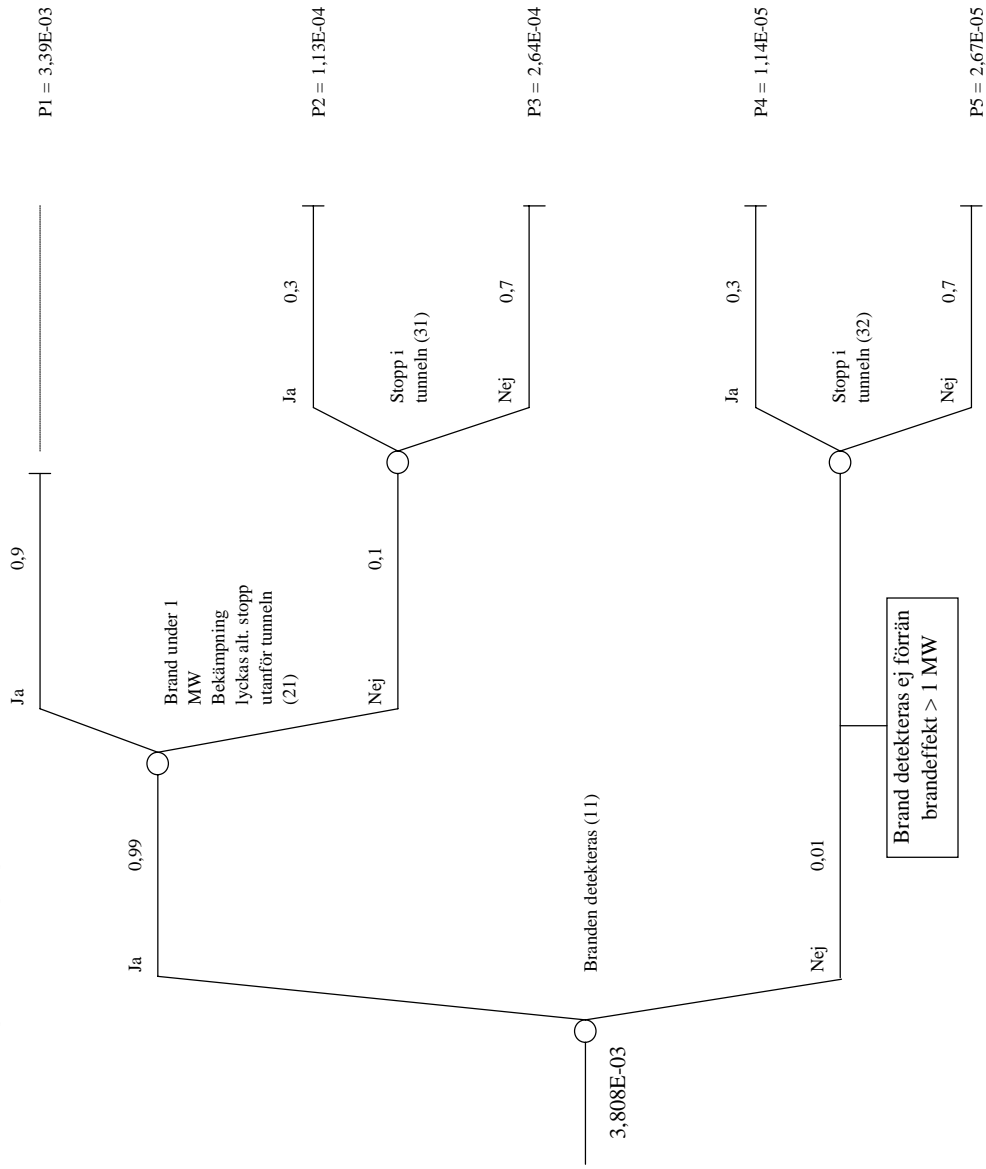 3,808E-03
Branden detekteras (11)
Ja
0,99
Nej
0,01
Brand detekteras ej förrän
brandeffekt > 1 MW
Brand under 1
MW
Bekämpning
lyckas alt. stopp
utanför tunneln
(21)
Ja
0,9
Nej
0,1
Stopp i
tunneln (31)
Ja
0,3
Nej
0,7
Stopp i
tunneln (32)
Ja
0,3
Nej
0,7
P1 = 3,39E-03
P2 = 1,13E-04
P3 = 2,64E-04
P4 = 1,14E-05
P5 = 2,67E-05